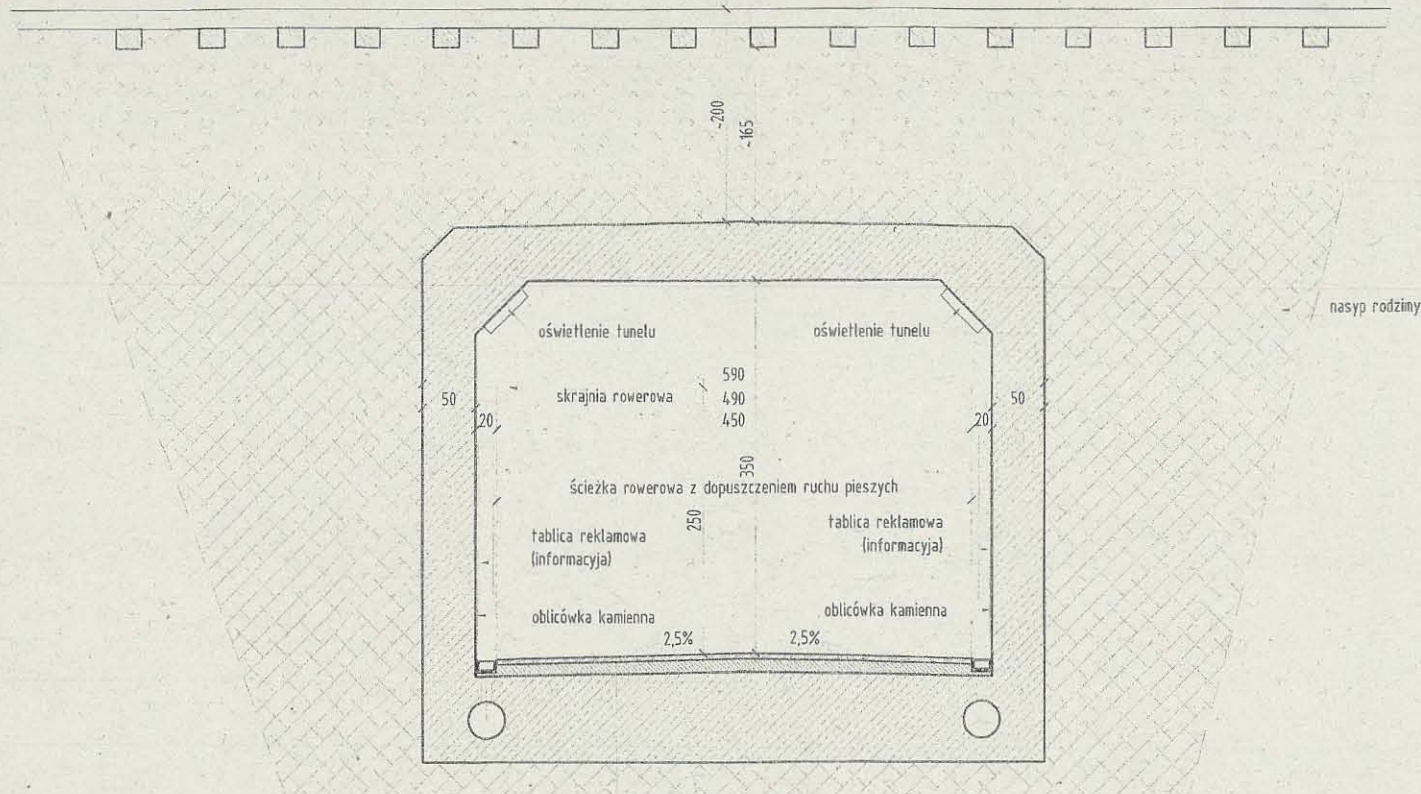 ~200
~165
nasyp rodzimy
oświetlenie tunelu
oświetlenie tunelu
590
skrajnia rowerowa
490
50
50
450
20
20
350
ścieżka rowerowa z dopuszczeniem ruchu pieszych
250
tablica reklamowa
(informacyja)
tablica reklamowa
(informacyja)
oblicówka kamienna
oblicówka kamienna
2,5%
2,5%